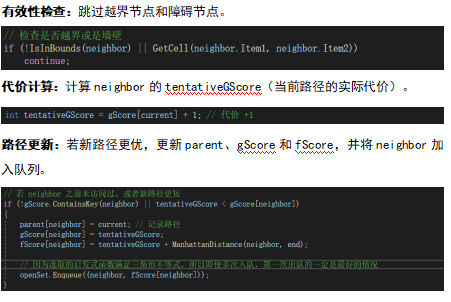 有效性检查：跳过越界节点和障碍节点。
// 检查是否越界或是墙壁
if (!IsInBounds(neighbor) || GetCell(neighbor.Item1, neighbor.Item2))
continue;
代价计算：计算 neighbor 的 tentativeGScore（当前路径的实际代价）。
int tentativeGScore = gScore[current] + 1; // 代价 +1
路径更新：若新路径更优，更新 parent、gScore 和 fScore，并将 neighbor 加
入队列。
// 若 neighbor 之前未访问过，或者新路径更短
if (!gScore.ContainsKey(neighbor) || tentativeGScore < gScore[neighbor])
{
parent[neighbor] = current; // 记录路径
gScore[neighbor] = tentativeGScore;
fScore[neighbor] = tentativeGScore + ManhattanDistance(neighbor, end);
// 因为选取的启发式函数满足三角形不等式，所以即使多次入队，第一次出队的一定是最好的情况
openSet.Enqueue((neighbor, fScore[neighbor]));
}